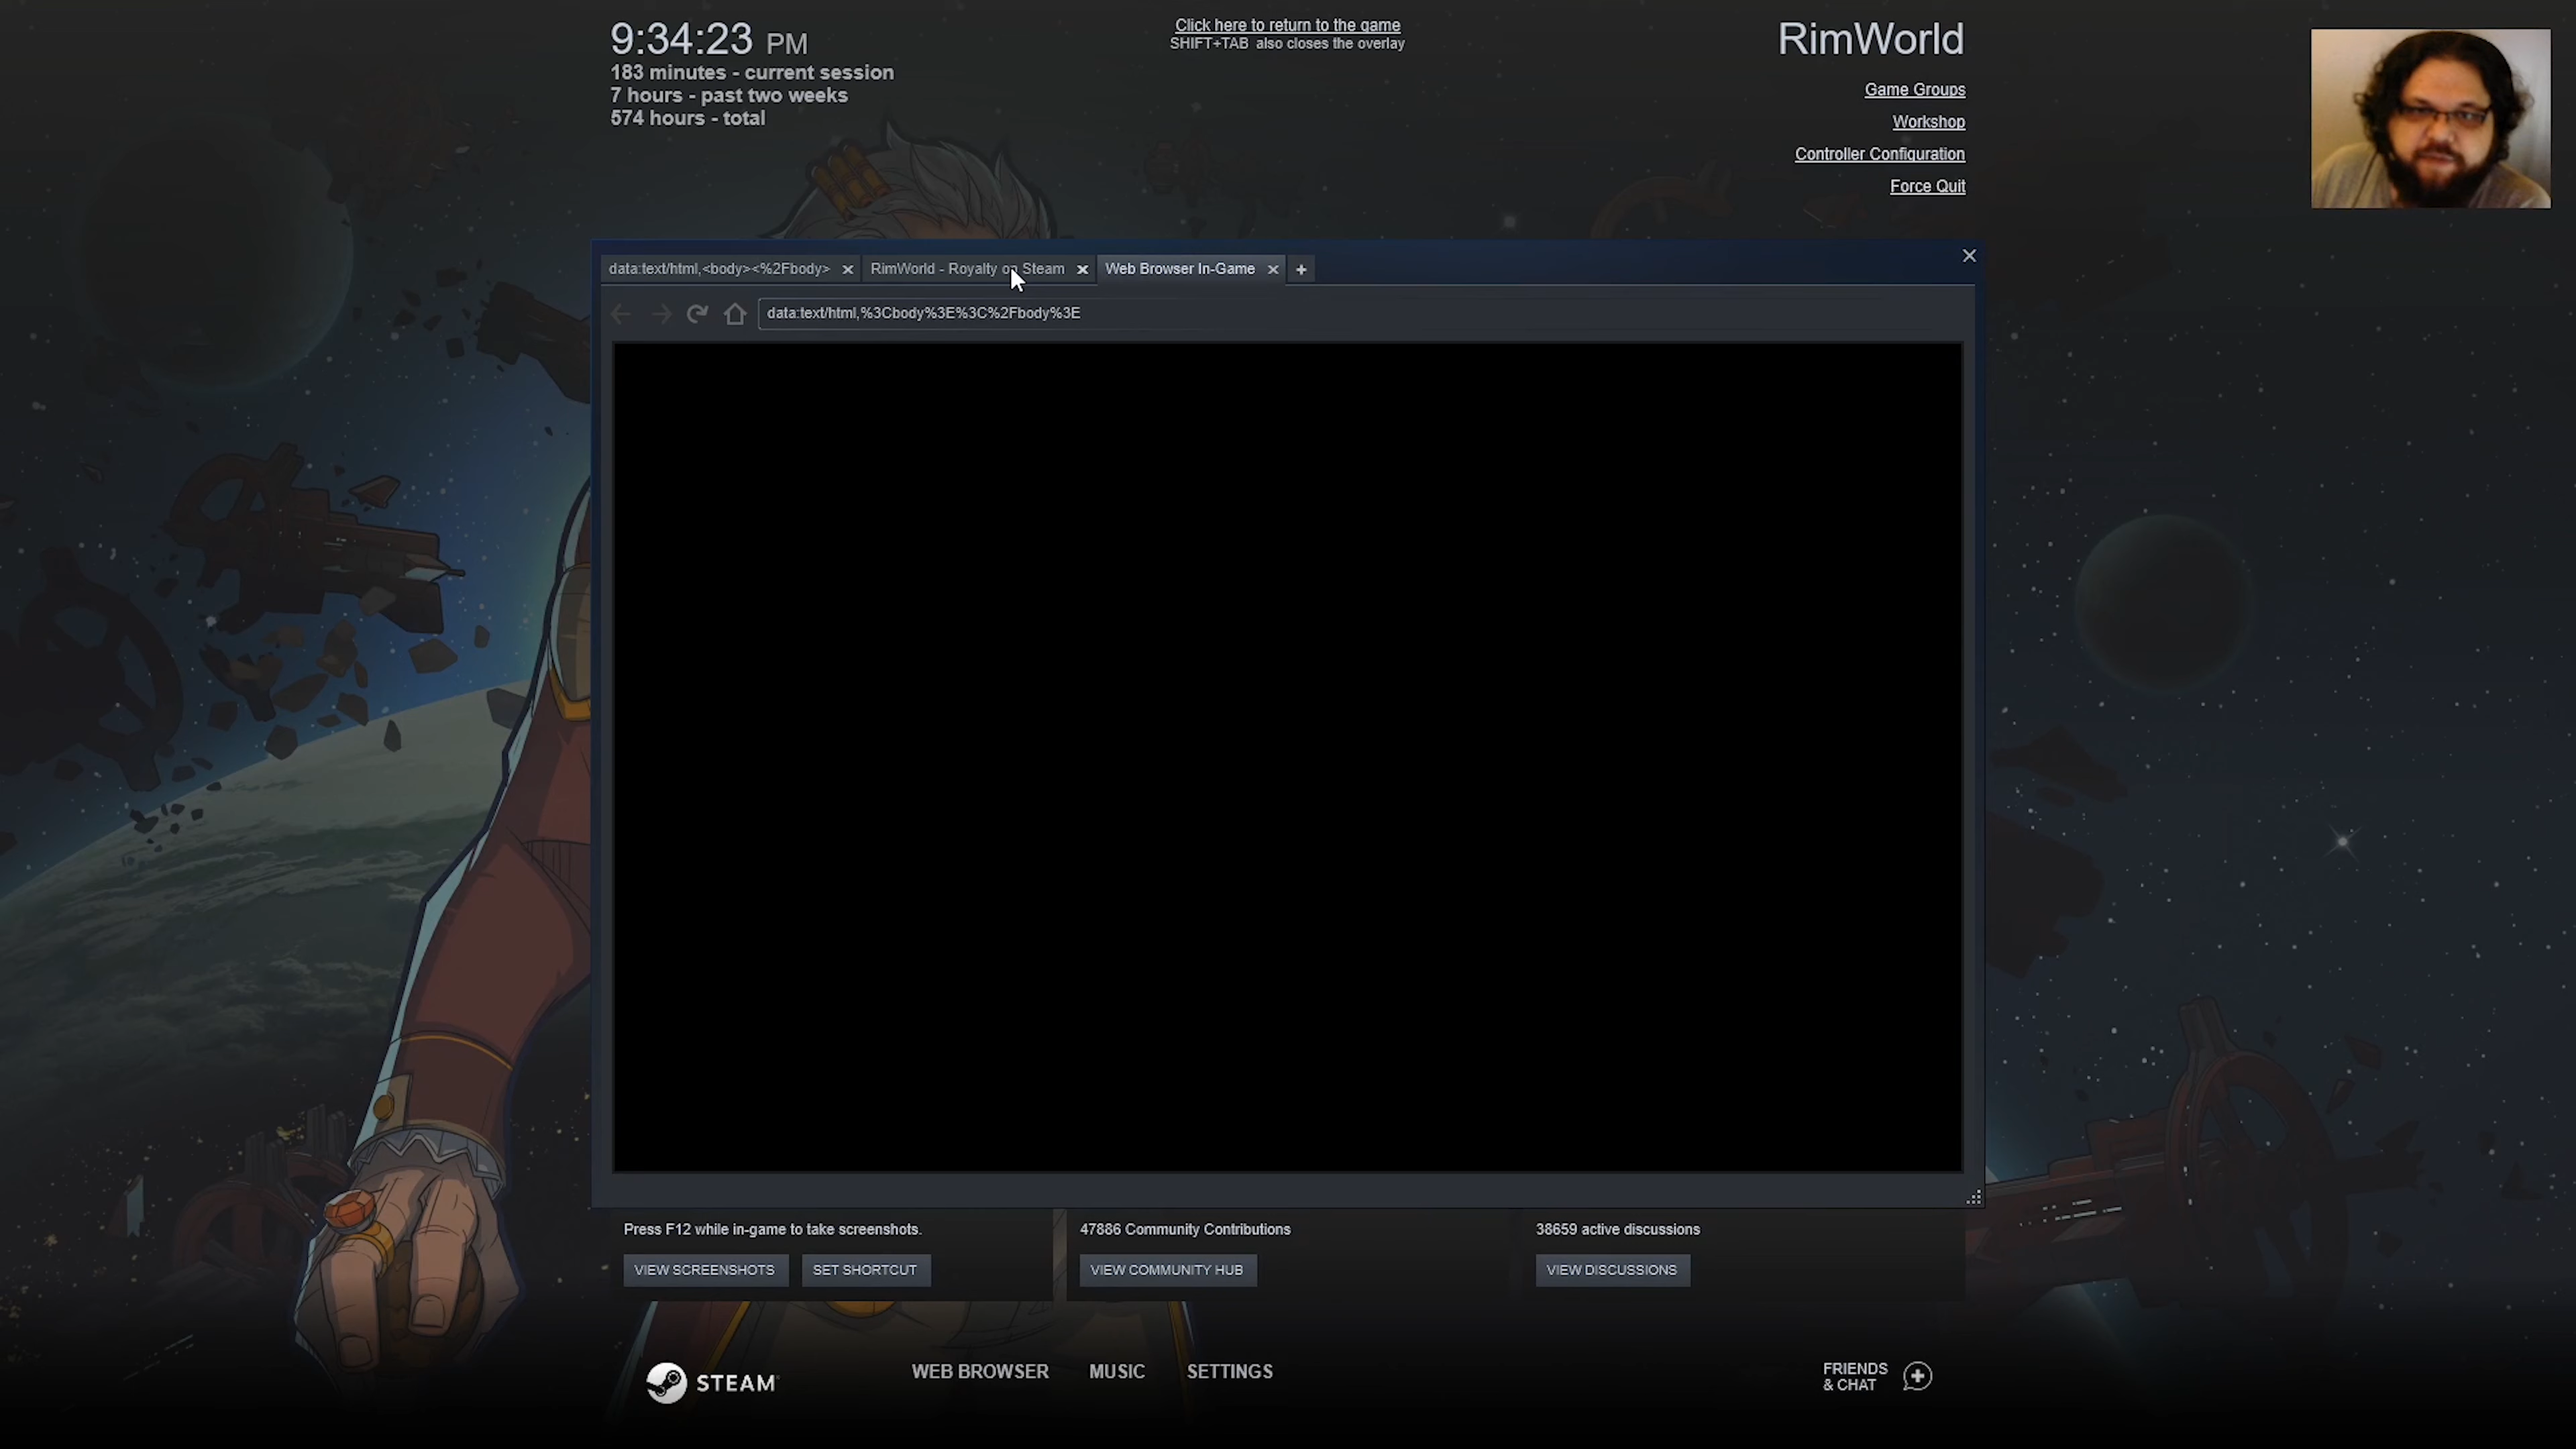 9:34:23 PM
183 minutes - current session
7 hours - past two weeks
574 hours - total
Click here to return to the game
SHIFT+TAB also closes the overlay
RimWorld
Game Groups
Workshop
Controller Configuration
Force Quit
data:text/html,<body><%2Fbody>
RimWorld - Royalty on Steam
Web Browser In-Game
data:text/html,%3Cbody%3E%3C%2Fbody%3E
Press F12 while in-game to take screenshots.
47886 Community Contributions
38659 active discussions
VIEW SCREENSHOTS
SET SHORTCUT
VIEW COMMUNITY HUB
VIEW DISCUSSIONS
STEAM
WEB BROWSER
MUSIC
SETTINGS
FRIENDS
& CHAT